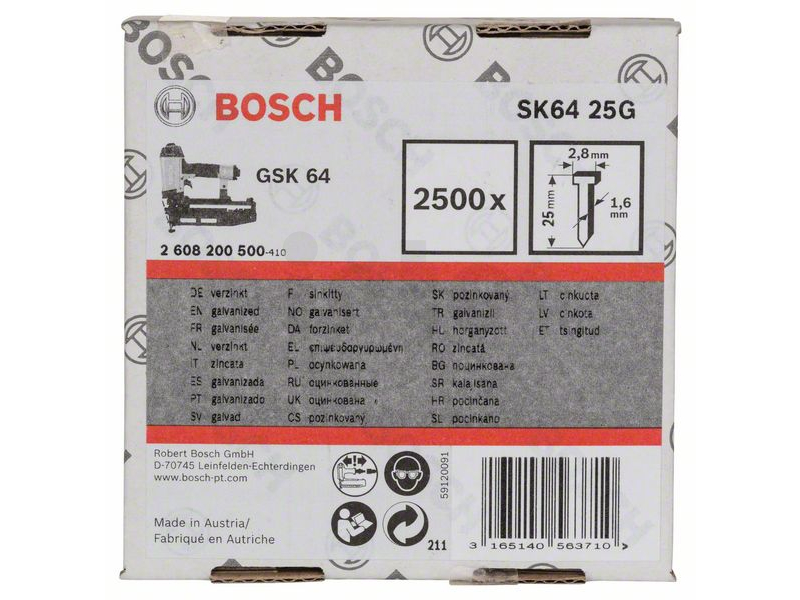 BOSCH
SK64 25G
GSK 64
2500 x
2,8 mm
25 mm
1,6 mm
2 608 200 500-410
DE verzinkt
EN galvanized
FR galvanisée
NL verzinkt
IT zincata
ES galvanizada
PT galvanizado
SV galvad
F sinkitty
NO galvanisert
DA forzinket
EL επιψευδαργυρωμένη
PL ocynkowana
RU оцинкованные
UK оцинкована
CS pozinkovaný
SK pozinkovaný
TR galvanizli
HU horganyzott
RO zincată
BG поцинкована
SR kalajisana
HR pocinčana
SL pocinkano
LT cinkuota
LV cinkota
ET tsingitud
Robert Bosch GmbH
D-70745 Leinfelden-Echterdingen
www.bosch-pt.com
Made in Austria/
Fabriqué en Autriche
59120091
211
3 165140 563710 >